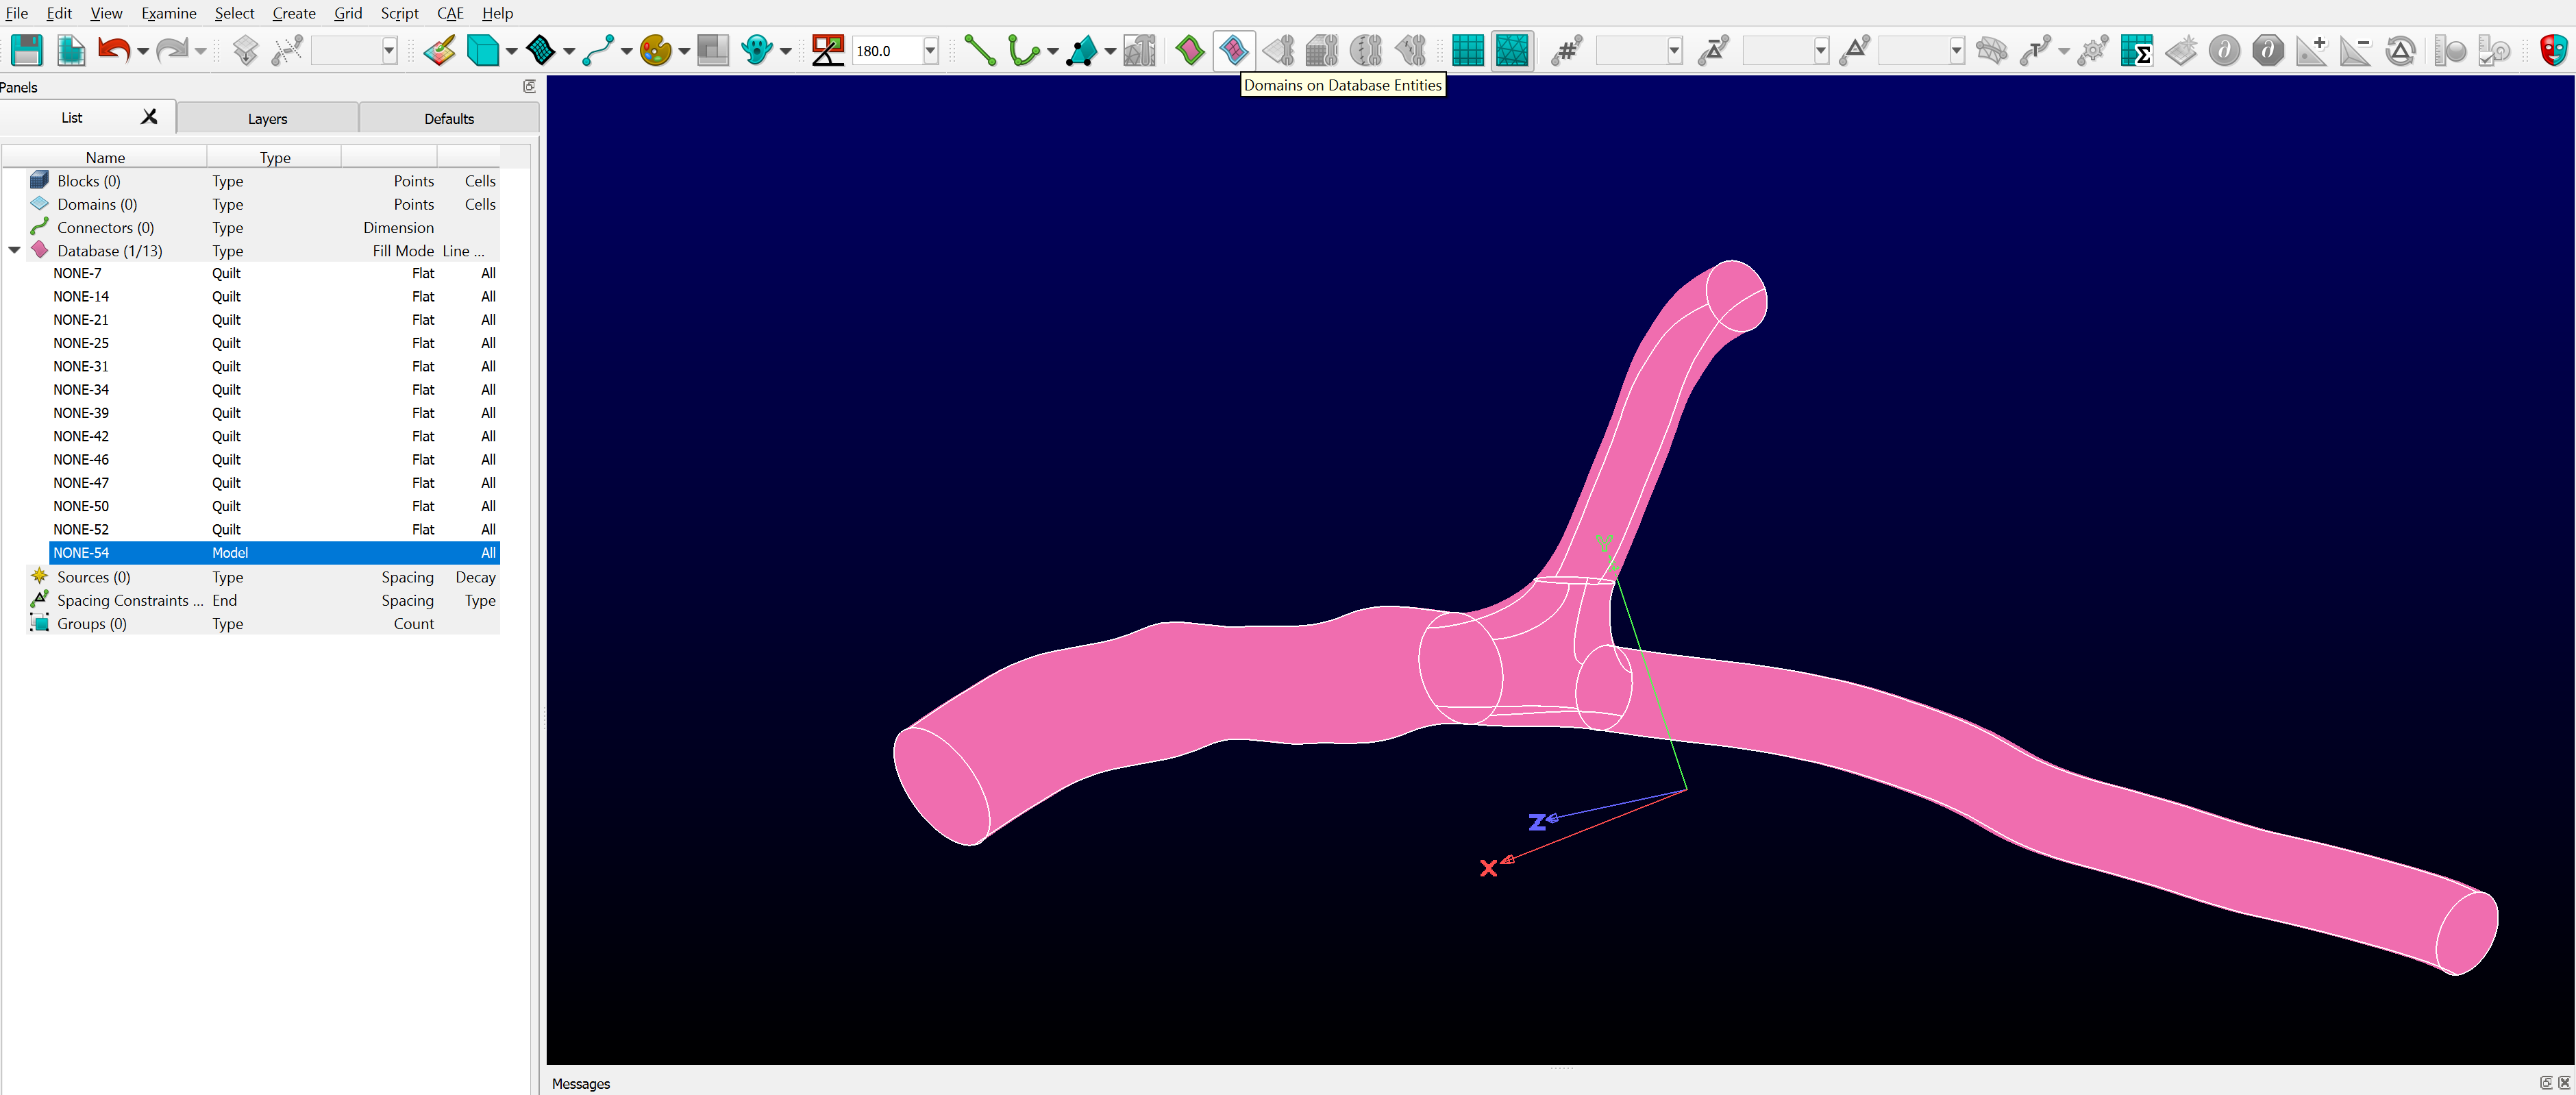 File Edit View Examine Select Create Grid Script CAE Help
180.0
Domains on Database Entities
Panels
List Layers Defaults
Name Type
Blocks (0) Type Points Cells
Domains (0) Type Points Cells
Connectors (0) Type Dimension
Database (1/13) Type Fill Mode Line ...
NONE-7 Quilt Flat All
NONE-14 Quilt Flat All
NONE-21 Quilt Flat All
NONE-25 Quilt Flat All
NONE-31 Quilt Flat All
NONE-34 Quilt Flat All
NONE-39 Quilt Flat All
NONE-42 Quilt Flat All
NONE-46 Quilt Flat All
NONE-47 Quilt Flat All
NONE-50 Quilt Flat All
NONE-52 Quilt Flat All
NONE-54 Model All
Sources (0) Type Spacing Decay
Spacing Constraints ... End Spacing Type
Groups (0) Type Count
Y
Z
X
Messages